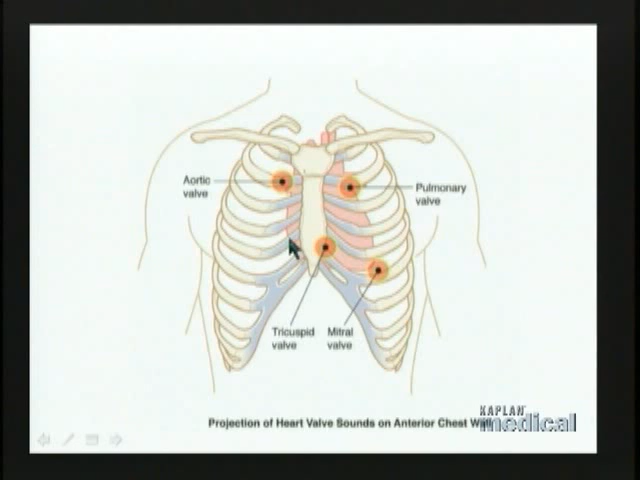 Aortic
valve
Pulmonary
valve
Tricuspid
valve
Mitral
valve
Projection of Heart Valve Sounds on Anterior Chest
KAPLAN
medical